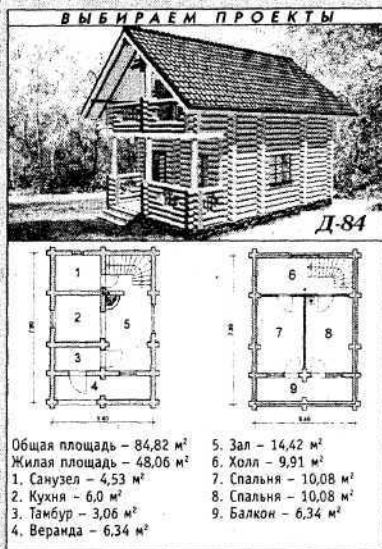 ВЫБИРАЕМ ПРОЕКТЫ
Д-84
1
2
3
4
5
6
7
8
9
Общая площадь – 84,82 м²
Жилая площадь – 48,06 м²
1. Санузел – 4,53 м²
2. Кухня – 6,0 м²
3. Тамбур – 3,06 м²
4. Веранда – 6,34 м²
5. Зал – 14,42 м²
6. Холл – 9,91 м²
7. Спальня – 10,08 м²
8. Спальня – 10,08 м²
9. Балкон – 6,34 м²